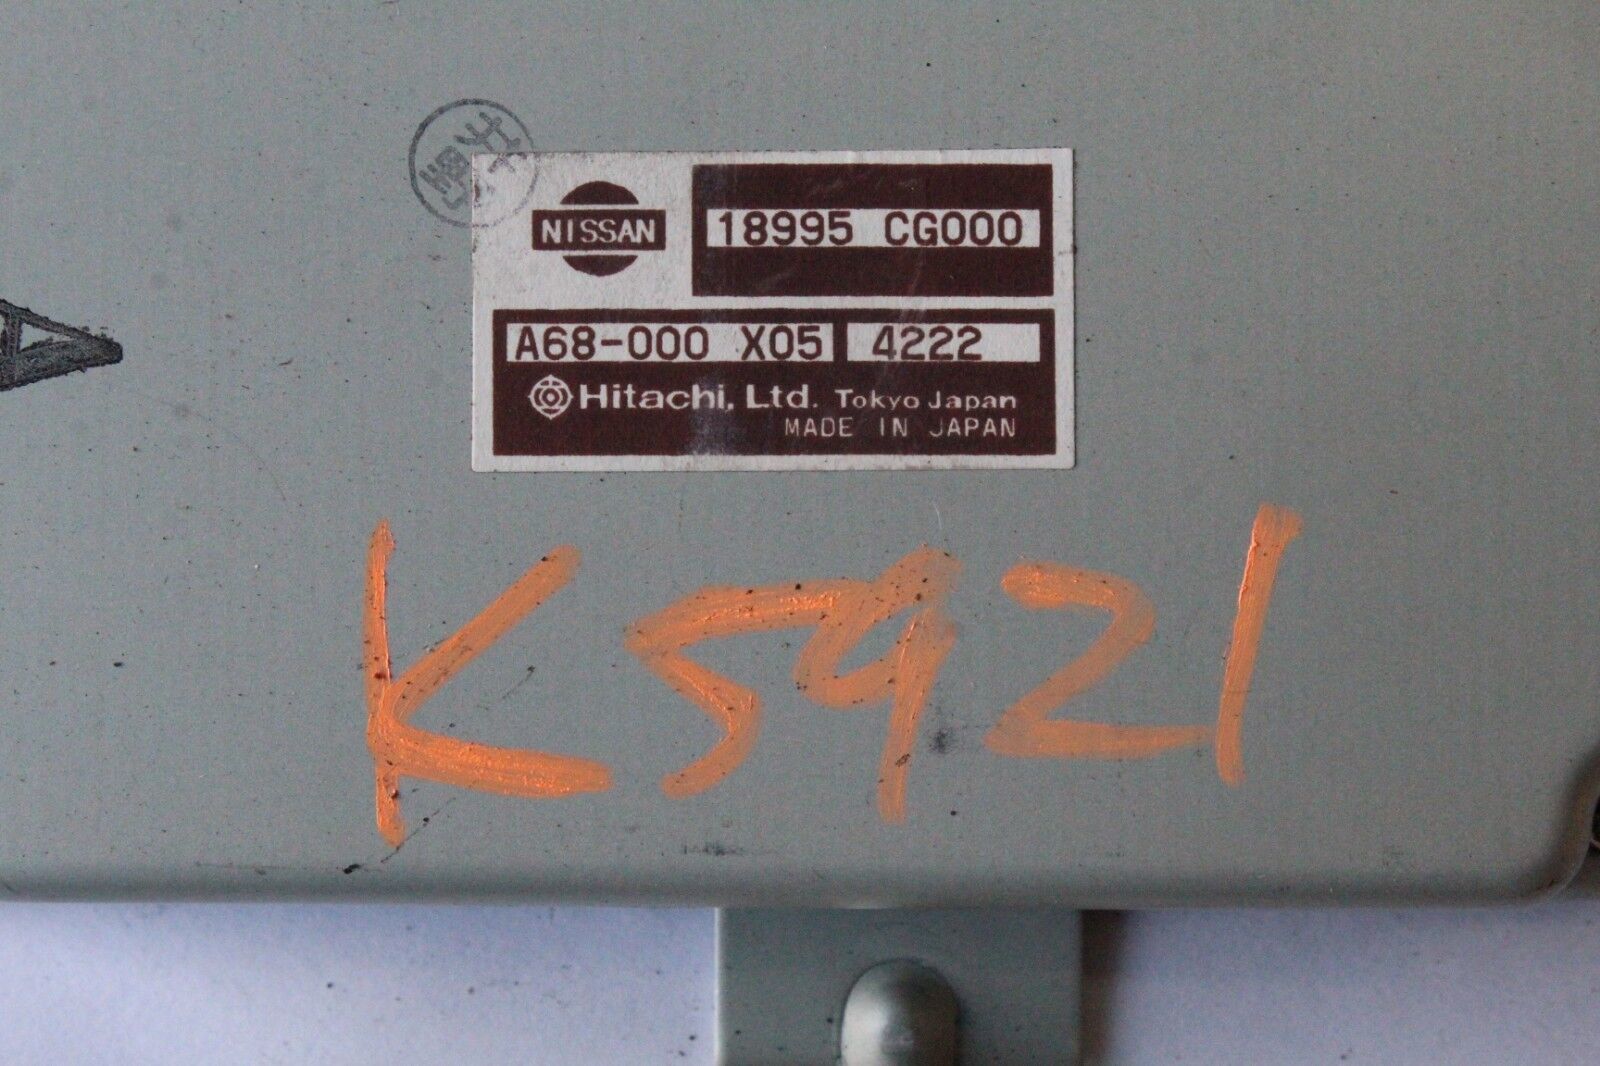 NISSAN
18995 CG000
A68-000 X05 4222
Hitachi, Ltd. Tokyo Japan
MADE IN JAPAN
K5921